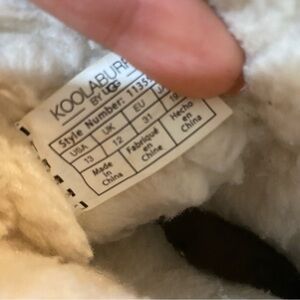 KOOLABURRA
BY UGG
Style Number: 1135
USA UK EU
13 12 31 19
Made in China
Fabriqué en Chine
Hecho en